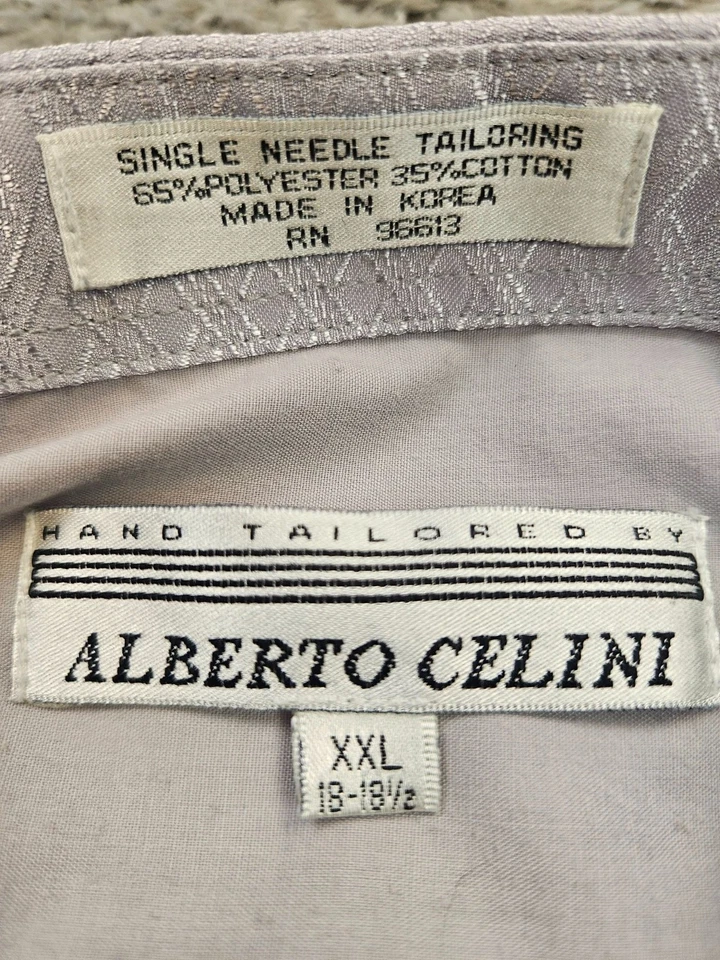 SINGLE NEEDLE TAILORING
65%POLYESTER 35%COTTON
MADE IN KOREA
RN 96613
HAND TAILORED BY
ALBERTO CELINI
XXL
18-18½